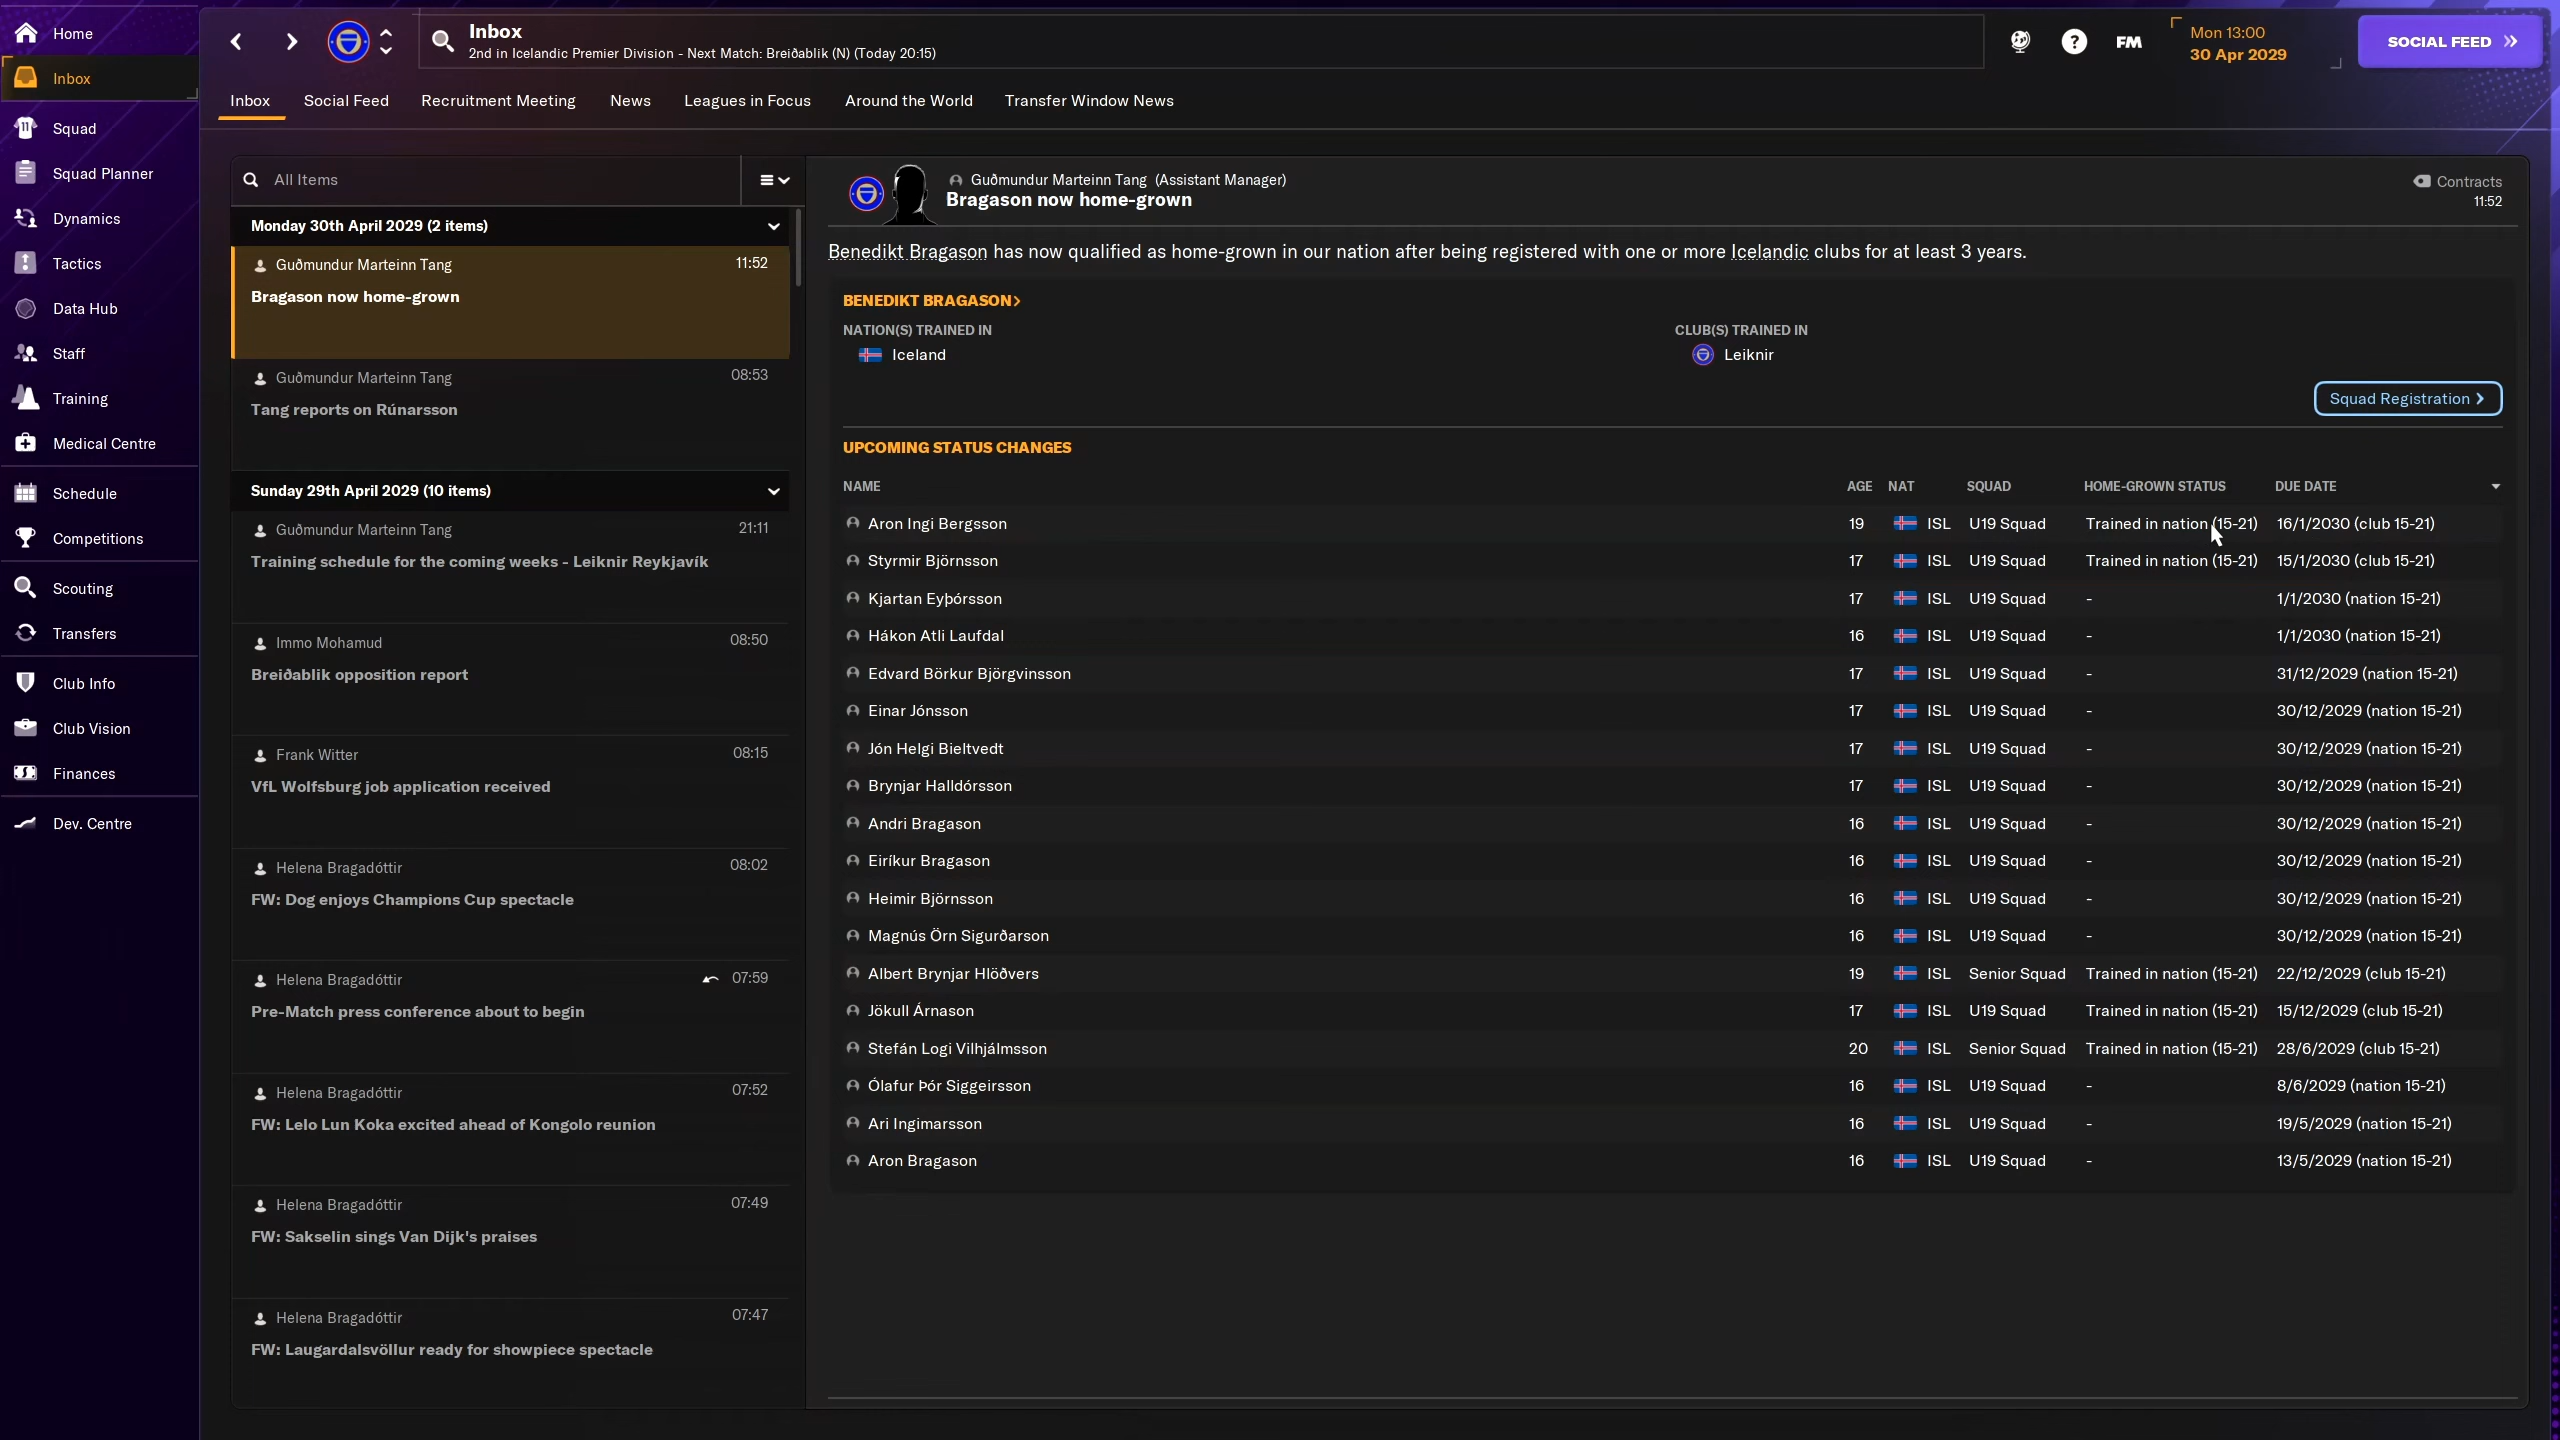 Home
Inbox
Squad
Squad Planner
Dynamics
Tactics
Data Hub
Staff
Training
Medical Centre
Schedule
Competitions
Scouting
Transfers
Club Info
Club Vision
Finances
Dev. Centre
Inbox
2nd in Icelandic Premier Division - Next Match: Breiðablik (N) (Today 20:15)
FM
Mon 13:00
30 Apr 2029
SOCIAL FEED
Inbox Social Feed Recruitment Meeting News Leagues in Focus Around the World Transfer Window News
All Items
Monday 30th April 2029 (2 items)
Guðmundur Marteinn Tang 11:52
Bragason now home-grown
Guðmundur Marteinn Tang 08:53
Tang reports on Rúnarsson
Sunday 29th April 2029 (10 items)
Guðmundur Marteinn Tang 21:11
Training schedule for the coming weeks - Leiknir Reykjavík
Immo Mohamud 08:50
Breiðablik opposition report
Frank Witter 08:15
VfL Wolfsburg job application received
Helena Bragadóttir 08:02
FW: Dog enjoys Champions Cup spectacle
Helena Bragadóttir 07:59
Pre-Match press conference about to begin
Helena Bragadóttir 07:52
FW: Lelo Lun Koka excited ahead of Kongolo reunion
Helena Bragadóttir 07:49
FW: Sakselin sings Van Dijk's praises
Helena Bragadóttir 07:47
FW: Laugardalsvöllur ready for showpiece spectacle
Guðmundur Marteinn Tang (Assistant Manager)
Bragason now home-grown
Contracts
11:52
Benedikt Bragason has now qualified as home-grown in our nation after being registered with one or more Icelandic clubs for at least 3 years.
BENEDIKT BRAGASON
NATION(S) TRAINED IN CLUB(S) TRAINED IN
Iceland Leiknir
Squad Registration
UPCOMING STATUS CHANGES
NAME AGE NAT SQUAD HOME-GROWN STATUS DUE DATE
Aron Ingi Bergsson 19 ISL U19 Squad Trained in nation (15-21) 16/1/2030 (club 15-21)
Styrmir Björnsson 17 ISL U19 Squad Trained in nation (15-21) 15/1/2030 (club 15-21)
Kjartan Eyþórsson 17 ISL U19 Squad - 1/1/2030 (nation 15-21)
Hákon Atli Laufdal 16 ISL U19 Squad - 1/1/2030 (nation 15-21)
Edvard Börkur Björgvinsson 17 ISL U19 Squad - 31/12/2029 (nation 15-21)
Einar Jónsson 17 ISL U19 Squad - 30/12/2029 (nation 15-21)
Jón Helgi Bieltvedt 17 ISL U19 Squad - 30/12/2029 (nation 15-21)
Brynjar Halldórsson 17 ISL U19 Squad - 30/12/2029 (nation 15-21)
Andri Bragason 16 ISL U19 Squad - 30/12/2029 (nation 15-21)
Eiríkur Bragason 16 ISL U19 Squad - 30/12/2029 (nation 15-21)
Heimir Björnsson 16 ISL U19 Squad - 30/12/2029 (nation 15-21)
Magnús Örn Sigurðarson 16 ISL U19 Squad - 30/12/2029 (nation 15-21)
Albert Brynjar Hlöðvers 19 ISL Senior Squad Trained in nation (15-21) 22/12/2029 (club 15-21)
Jökull Árnason 17 ISL U19 Squad Trained in nation (15-21) 15/12/2029 (club 15-21)
Stefán Logi Vilhjálmsson 20 ISL Senior Squad Trained in nation (15-21) 28/6/2029 (club 15-21)
Ólafur Þór Siggeirsson 16 ISL U19 Squad - 8/6/2029 (nation 15-21)
Ari Ingimarsson 16 ISL U19 Squad - 19/5/2029 (nation 15-21)
Aron Bragason 16 ISL U19 Squad - 13/5/2029 (nation 15-21)